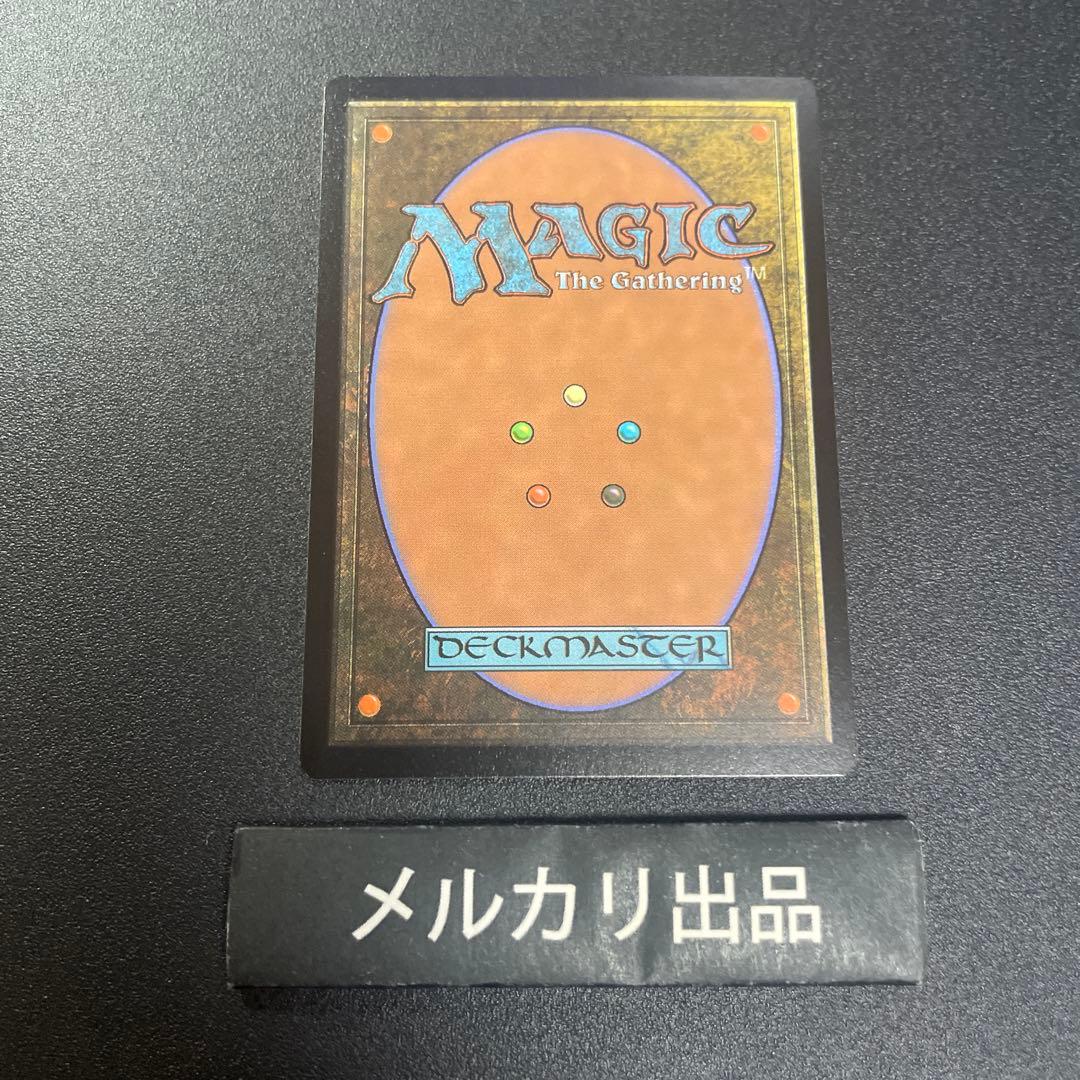 MAGIC
The Gathering™
DECKMASTER
メルカリ出品